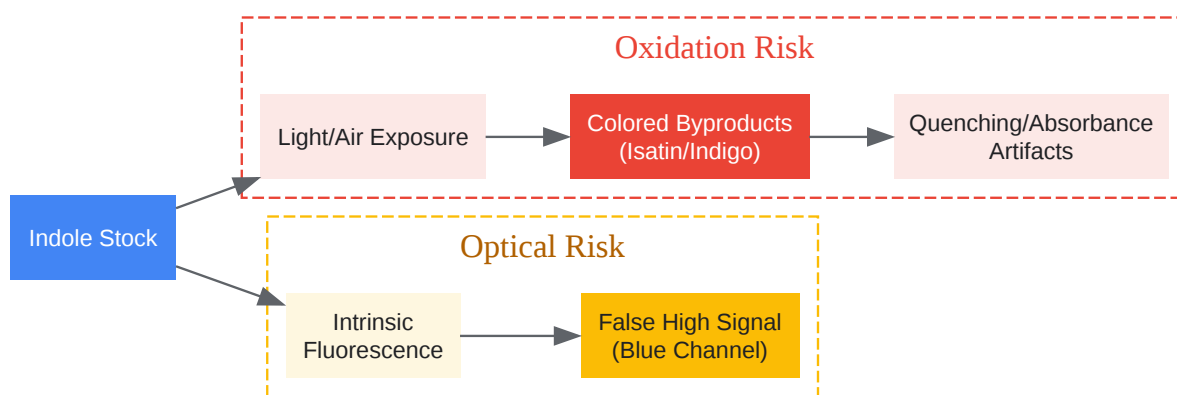 Oxidation Risk
Light/Air Exposure
Colored Byproducts
(Isatin/Indigo)
Quenching/Absorbance
Artifacts
Indole Stock
Optical Risk
Intrinsic
Fluorescence
False High Signal
(Blue Channel)